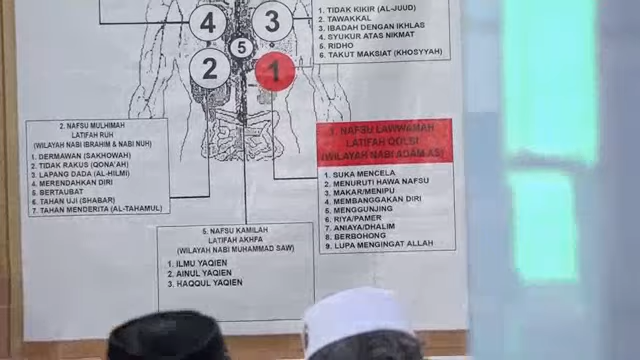 4
3
5
2
1
1. TIDAK KIKIR (AL-JUUD)
2. TAWAKKAL
3. IBADAH DENGAN IKHLAS
4. SYUKUR ATAS NIKMAT
5. RIDHO
6. TAKUT MAKSIAT (KHOSYYAH)
2. NAFSU MULHIMAH
LATIFAH RUH
(WILAYAH NABI IBRAHIM & NABI NUH)
1. DERMAWAN (SAKHOWAH)
2. TIDAK RAKUS (QONA'AH)
3. LAPANG DADA (AL-HILMI)
4. MERENDAHKAN DIRI
5. BERTAUBAT
6. TAHAN UJI (SHABAR)
7. TAHAN MENDERITA (AL-TAHAMUL)
1. NAFSU LAWWAMAH
LATIFAH QOLBI
(WILAYAH NABI ADAM AS)
1. SUKA MENCELA
2. MENURUTI HAWA NAFSU
3. MAKAR/MENIPU
4. MEMBANGGAKAN DIRI
5. MENGGUNJING
6. RIYA/PAMER
7. ANIAYA/DHALIM
8. BERBOHONG
9. LUPA MENGINGAT ALLAH
5. NAFSU KAMILAH
LATIFAH AKHFA
(WILAYAH NABI MUHAMMAD SAW)
1. ILMU YAQIEN
2. AINUL YAQIEN
3. HAQQUL YAQIEN